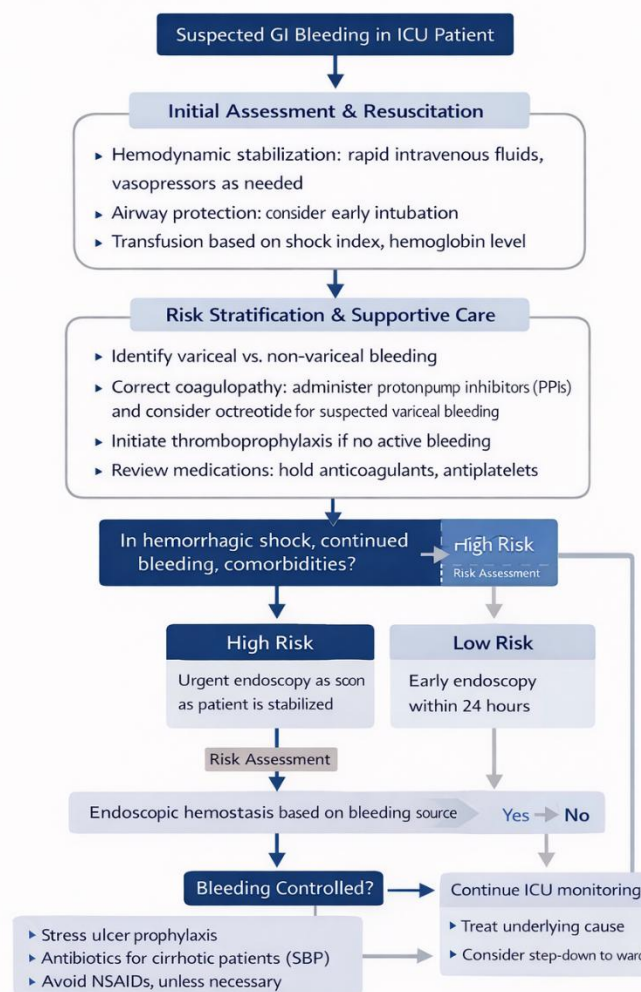 Suspected GI Bleeding in ICU Patient
Initial Assessment & Resuscitation
▸ Hemodynamic stabilization: rapid intravenous fluids,
vasopressors as needed
▸ Airway protection: consider early intubation
▸ Transfusion based on shock index, hemoglobin level
Risk Stratification & Supportive Care
▸ Identify variceal vs. non-variceal bleeding
▸ Correct coagulopathy: administer protonpump inhibitors (PPIs)
and consider octreotide for suspected variceal bleeding
▸ Initiate thromboprophylaxis if no active bleeding
▸ Review medications: hold anticoagulants, antiplatelets
In hemorrhagic shock, continued
bleeding, comorbidities?
High Risk
Risk Assessment
High Risk
Urgent endoscopy as soon
as patient is stabilized
Low Risk
Early endoscopy
within 24 hours
Risk Assessment
Endoscopic hemostasis based on bleeding source
Yes
No
Bleeding Controlled?
Continue ICU monitoring
▸ Treat underlying cause
▸ Consider step-down to ward
▸ Stress ulcer prophylaxis
▸ Antibiotics for cirrhotic patients (SBP)
▸ Avoid NSAIDs, unless necessary